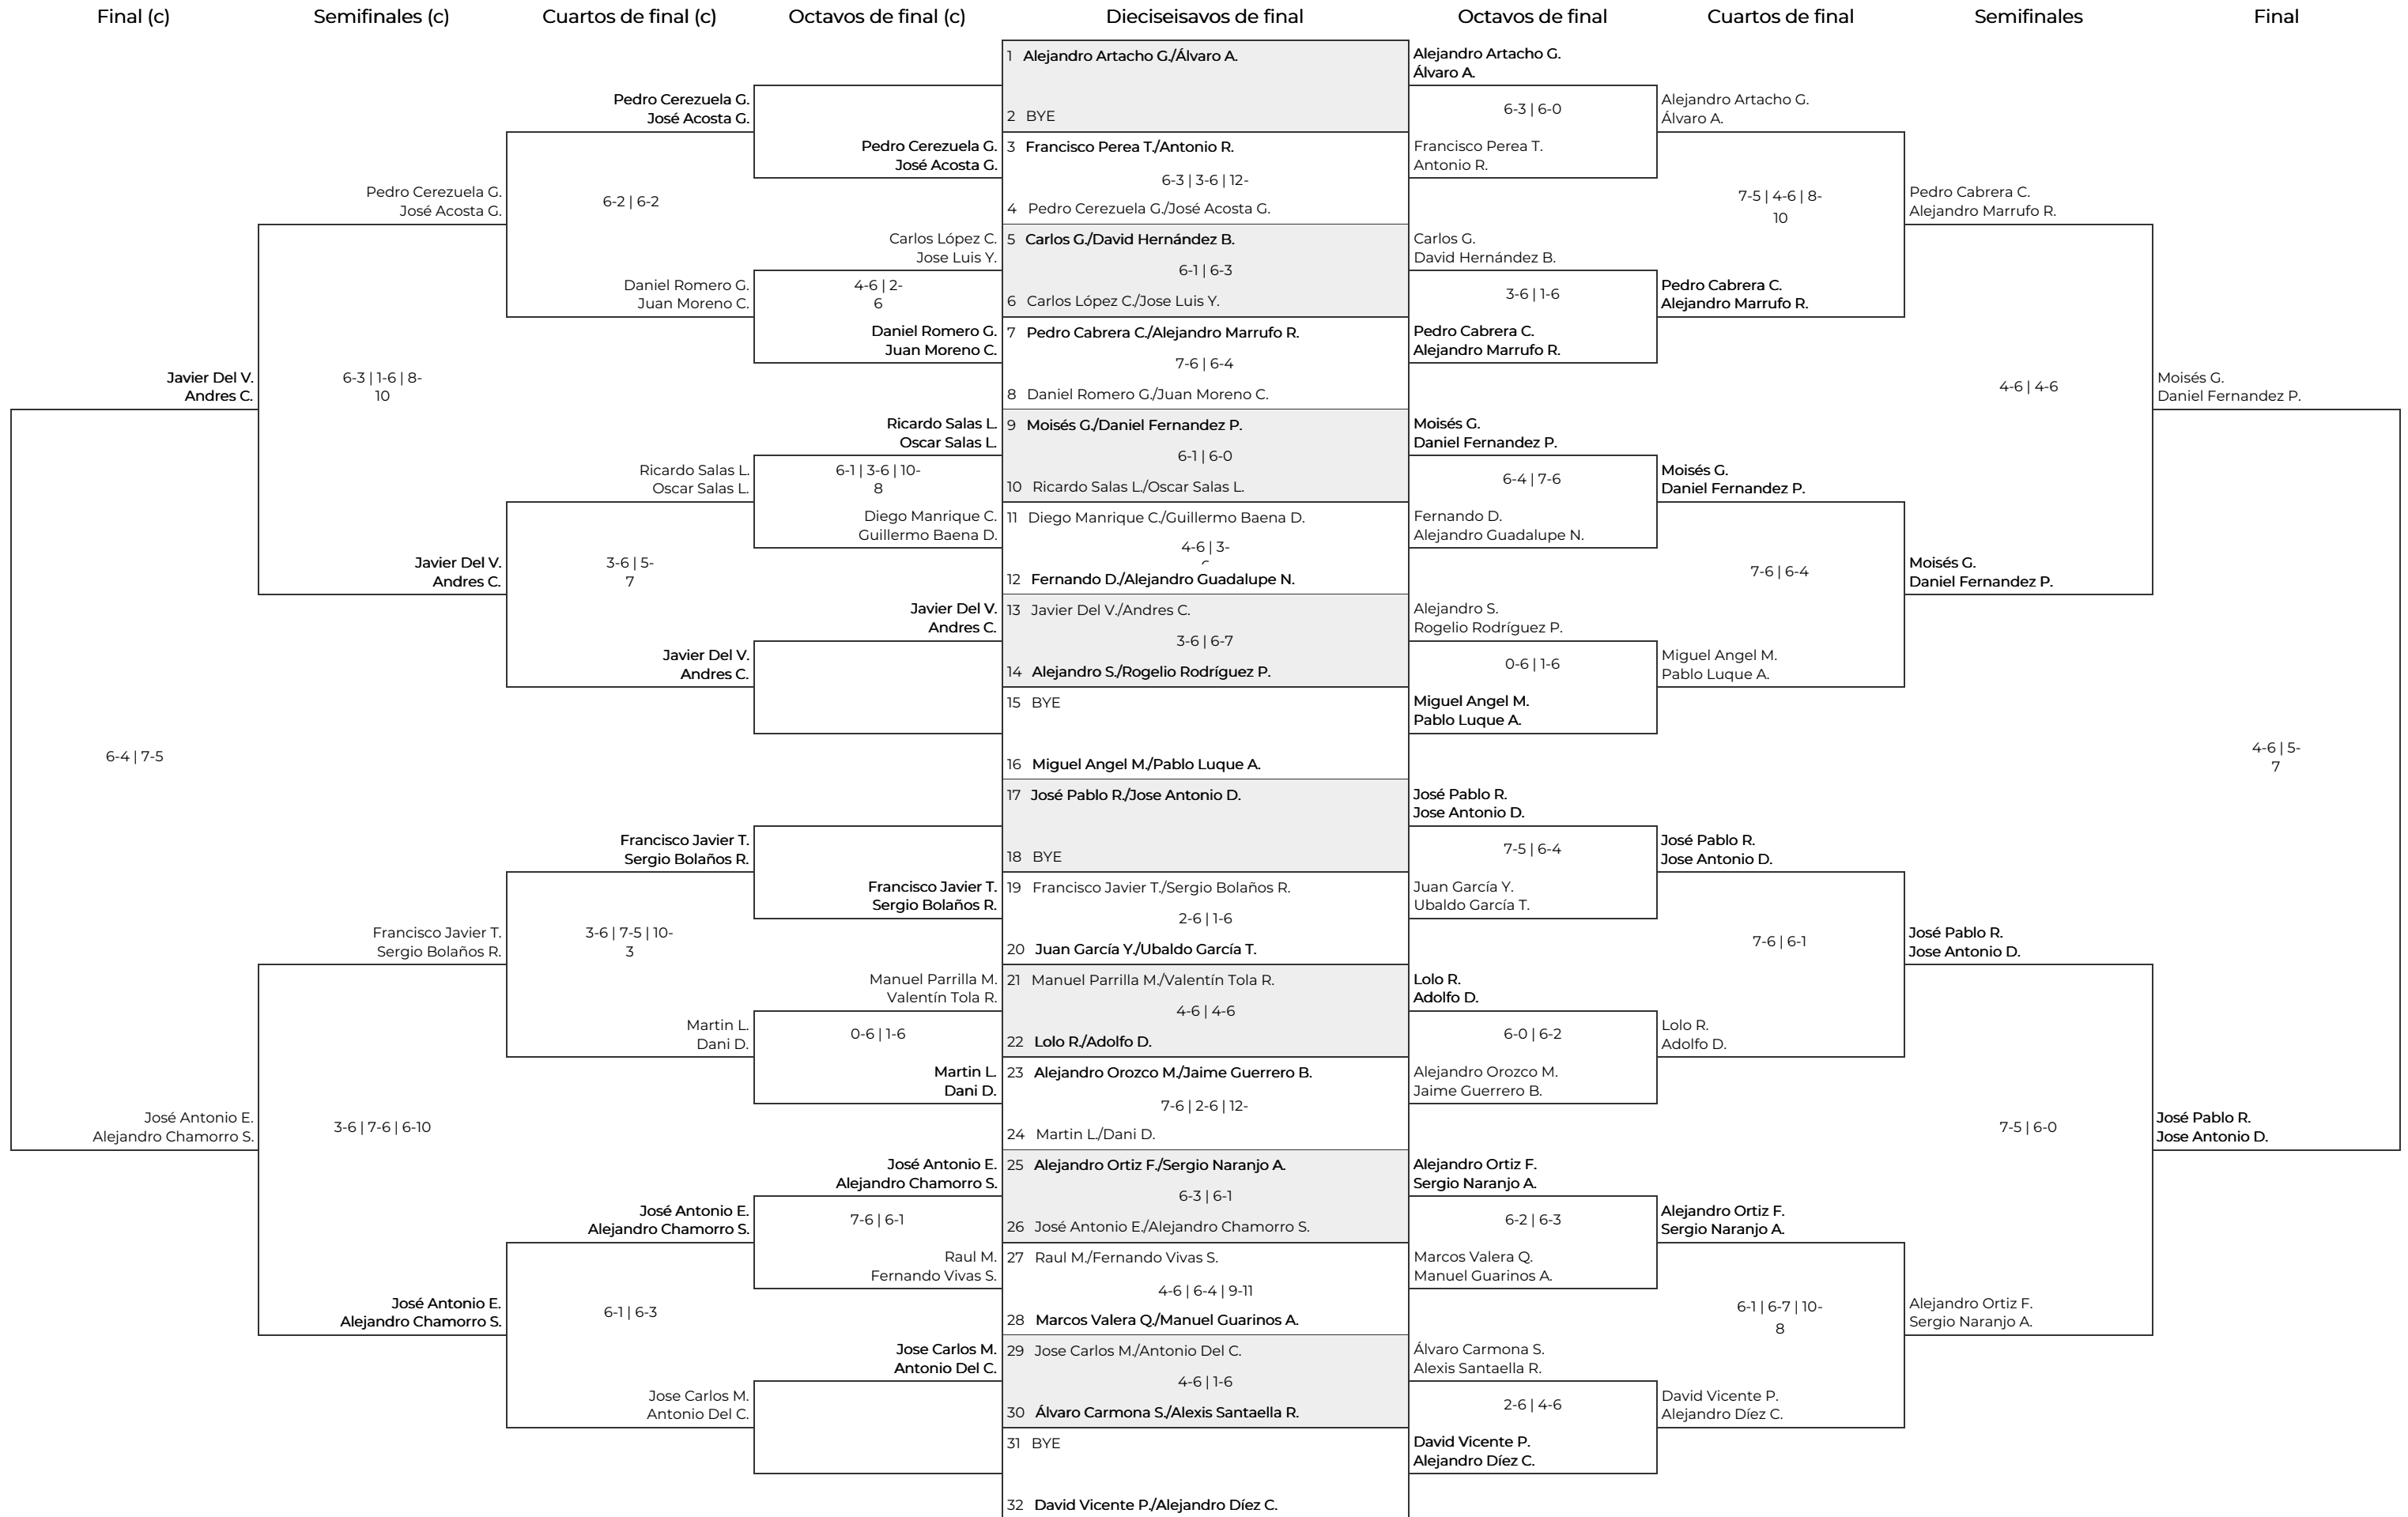 Final (c)
Semifinales (c)
Cuartos de final (c)
Octavos de final (c)
Dieciseisavos de final
Octavos de final
Cuartos de final
Semifinales
Final
Javier Del V.
Andres C.
6-4 | 7-5
José Antonio E.
Alejandro Chamorro S.
Pedro Cerezuela G.
José Acosta G.
6-3 | 1-6 | 8-
10
Javier Del V.
Andres C.
Francisco Javier T.
Sergio Bolaños R.
3-6 | 7-6 | 6-10
José Antonio E.
Alejandro Chamorro S.
Pedro Cerezuela G.
José Acosta G.
6-2 | 6-2
Daniel Romero G.
Juan Moreno C.
Ricardo Salas L.
Oscar Salas L.
3-6 | 5-
7
Javier Del V.
Andres C.
Francisco Javier T.
Sergio Bolaños R.
3-6 | 7-5 | 10-
3
Martin L.
Dani D.
José Antonio E.
Alejandro Chamorro S.
6-1 | 6-3
Jose Carlos M.
Antonio Del C.
Pedro Cerezuela G.
José Acosta G.
Carlos López C.
Jose Luis Y.
4-6 | 2-
6
Daniel Romero G.
Juan Moreno C.
Ricardo Salas L.
Oscar Salas L.
6-1 | 3-6 | 10-
8
Diego Manrique C.
Guillermo Baena D.
Javier Del V.
Andres C.
Francisco Javier T.
Sergio Bolaños R.
Manuel Parrilla M.
Valentín Tola R.
0-6 | 1-6
Martin L.
Dani D.
José Antonio E.
Alejandro Chamorro S.
7-6 | 6-1
Raul M.
Fernando Vivas S.
Jose Carlos M.
Antonio Del C.
1 Alejandro Artacho G./Álvaro A.
2 BYE
3 Francisco Perea T./Antonio R.
6-3 | 3-6 | 12-
4 Pedro Cerezuela G./José Acosta G.
5 Carlos G./David Hernández B.
6-1 | 6-3
6 Carlos López C./Jose Luis Y.
7 Pedro Cabrera C./Alejandro Marrufo R.
7-6 | 6-4
8 Daniel Romero G./Juan Moreno C.
9 Moisés G./Daniel Fernandez P.
6-1 | 6-0
10 Ricardo Salas L./Oscar Salas L.
11 Diego Manrique C./Guillermo Baena D.
4-6 | 3-
12 Fernando D./Alejandro Guadalupe N.
13 Javier Del V./Andres C.
3-6 | 6-7
14 Alejandro S./Rogelio Rodríguez P.
15 BYE
16 Miguel Angel M./Pablo Luque A.
17 José Pablo R./Jose Antonio D.
18 BYE
19 Francisco Javier T./Sergio Bolaños R.
2-6 | 1-6
20 Juan García Y./Ubaldo García T.
21 Manuel Parrilla M./Valentín Tola R.
4-6 | 4-6
22 Lolo R./Adolfo D.
23 Alejandro Orozco M./Jaime Guerrero B.
7-6 | 2-6 | 12-
24 Martin L./Dani D.
25 Alejandro Ortiz F./Sergio Naranjo A.
6-3 | 6-1
26 José Antonio E./Alejandro Chamorro S.
27 Raul M./Fernando Vivas S.
4-6 | 6-4 | 9-11
28 Marcos Valera Q./Manuel Guarinos A.
29 Jose Carlos M./Antonio Del C.
4-6 | 1-6
30 Álvaro Carmona S./Alexis Santaella R.
31 BYE
32 David Vicente P./Alejandro Díez C.
Alejandro Artacho G.
Álvaro A.
6-3 | 6-0
Francisco Perea T.
Antonio R.
Carlos G.
David Hernández B.
3-6 | 1-6
Pedro Cabrera C.
Alejandro Marrufo R.
Moisés G.
Daniel Fernandez P.
6-4 | 7-6
Fernando D.
Alejandro Guadalupe N.
Alejandro S.
Rogelio Rodríguez P.
0-6 | 1-6
Miguel Angel M.
Pablo Luque A.
José Pablo R.
Jose Antonio D.
7-5 | 6-4
Juan García Y.
Ubaldo García T.
Lolo R.
Adolfo D.
6-0 | 6-2
Alejandro Orozco M.
Jaime Guerrero B.
Alejandro Ortiz F.
Sergio Naranjo A.
6-2 | 6-3
Marcos Valera Q.
Manuel Guarinos A.
Álvaro Carmona S.
Alexis Santaella R.
2-6 | 4-6
David Vicente P.
Alejandro Díez C.
Alejandro Artacho G.
Álvaro A.
7-5 | 4-6 | 8-
10
Pedro Cabrera C.
Alejandro Marrufo R.
Moisés G.
Daniel Fernandez P.
7-6 | 6-4
Miguel Angel M.
Pablo Luque A.
José Pablo R.
Jose Antonio D.
7-6 | 6-1
Lolo R.
Adolfo D.
Alejandro Ortiz F.
Sergio Naranjo A.
6-1 | 6-7 | 10-
8
David Vicente P.
Alejandro Díez C.
Pedro Cabrera C.
Alejandro Marrufo R.
4-6 | 4-6
Moisés G.
Daniel Fernandez P.
José Pablo R.
Jose Antonio D.
7-5 | 6-0
Alejandro Ortiz F.
Sergio Naranjo A.
Moisés G.
Daniel Fernandez P.
4-6 | 5-
7
José Pablo R.
Jose Antonio D.